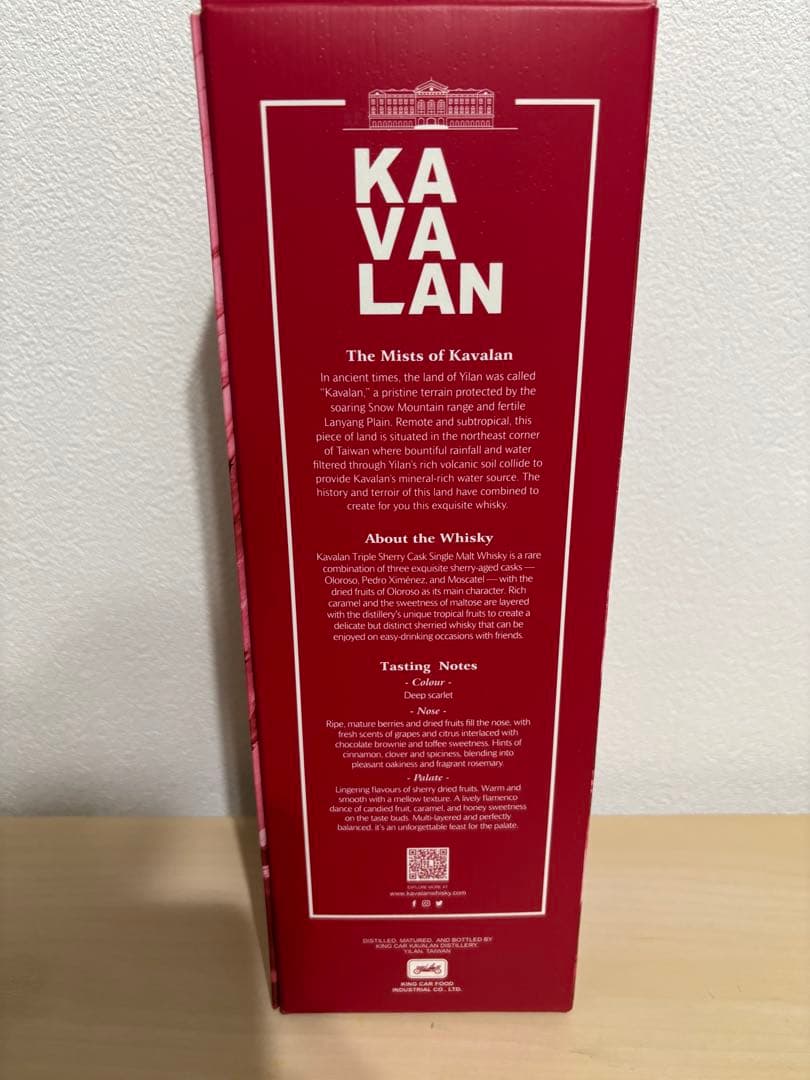 KA
VA
LAN
The Mists of Kavalan
In ancient times, the land of Yilan was called
"Kavalan," a pristine terrain protected by the
soaring Snow Mountain range and fertile
Lanyang Plain. Remote and subtropical, this
piece of land is situated in the northeast corner
of Taiwan where bountiful rainfall and water
filtered through Yilan's rich volcanic soil collide to
provide Kavalan's mineral-rich water source. The
history and terroir of this land have combined to
create for you this exquisite whisky.
About the Whisky
Kavalan Triple Sherry Cask Single Malt Whisky is a rare
combination of three exquisite sherry-aged casks —
Oloroso, Pedro Ximénez, and Moscatel — with the
dried fruits of Oloroso as its main character. Rich
caramel and the sweetness of maltose are layered
with the distillery's unique tropical fruits to create a
delicate but distinct sherried whisky that can be
enjoyed on easy-drinking occasions with friends.
Tasting Notes
- Colour -
Deep scarlet
- Nose -
Ripe, mature berries and dried fruits fill the nose, with
fresh scents of grapes and citrus interlaced with
chocolate brownie and toffee sweetness. Hints of
cinnamon, clover and spiciness, blending into
pleasant oakiness and fragrant rosemary.
- Palate -
Lingering flavours of sherry dried fruits. Warm and
smooth with a mellow texture. A lively flamenco
dance of candied fruit, caramel, and honey sweetness
on the taste buds. Multi-layered and perfectly
balanced, it's an unforgettable feast for the palate.
EXPLORE MORE AT
www.kavalanwhisky.com
DISTILLED, MATURED, AND BOTTLED BY
KING CAR KAVALAN DISTILLERY,
YILAN, TAIWAN
KING CAR FOOD
INDUSTRIAL CO., LTD.